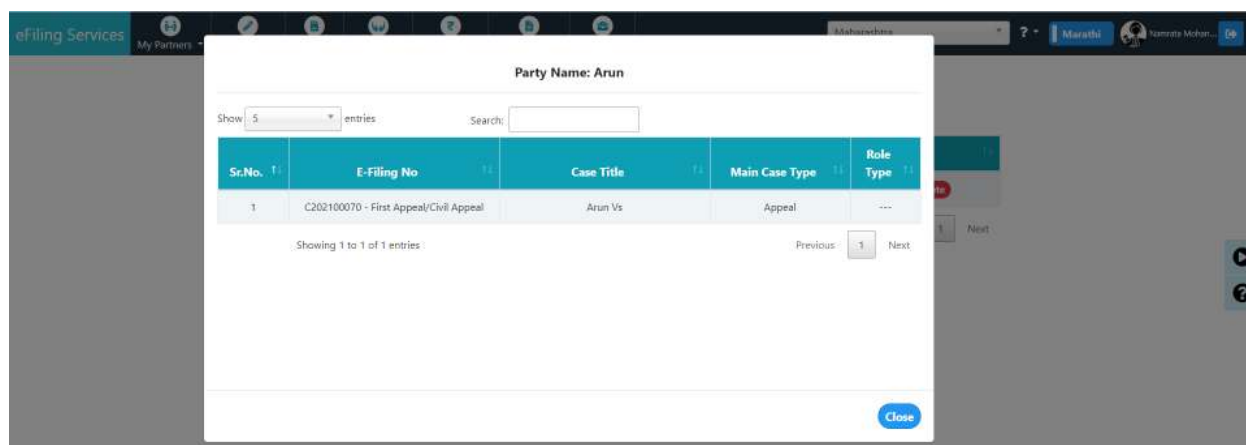 eFiling Services
My Partners
Maharashtra
? Marathi
Namrata Mohan...
Party Name: Arun
Show 5 entries Search:
Sr.No. E-Filing No Case Title Main Case Type Role Type
1 C202100070 - First Appeal/Civil Appeal Arun Vs Appeal ---
Showing 1 to 1 of 1 entries Previous 1 Next
1 Next
Close